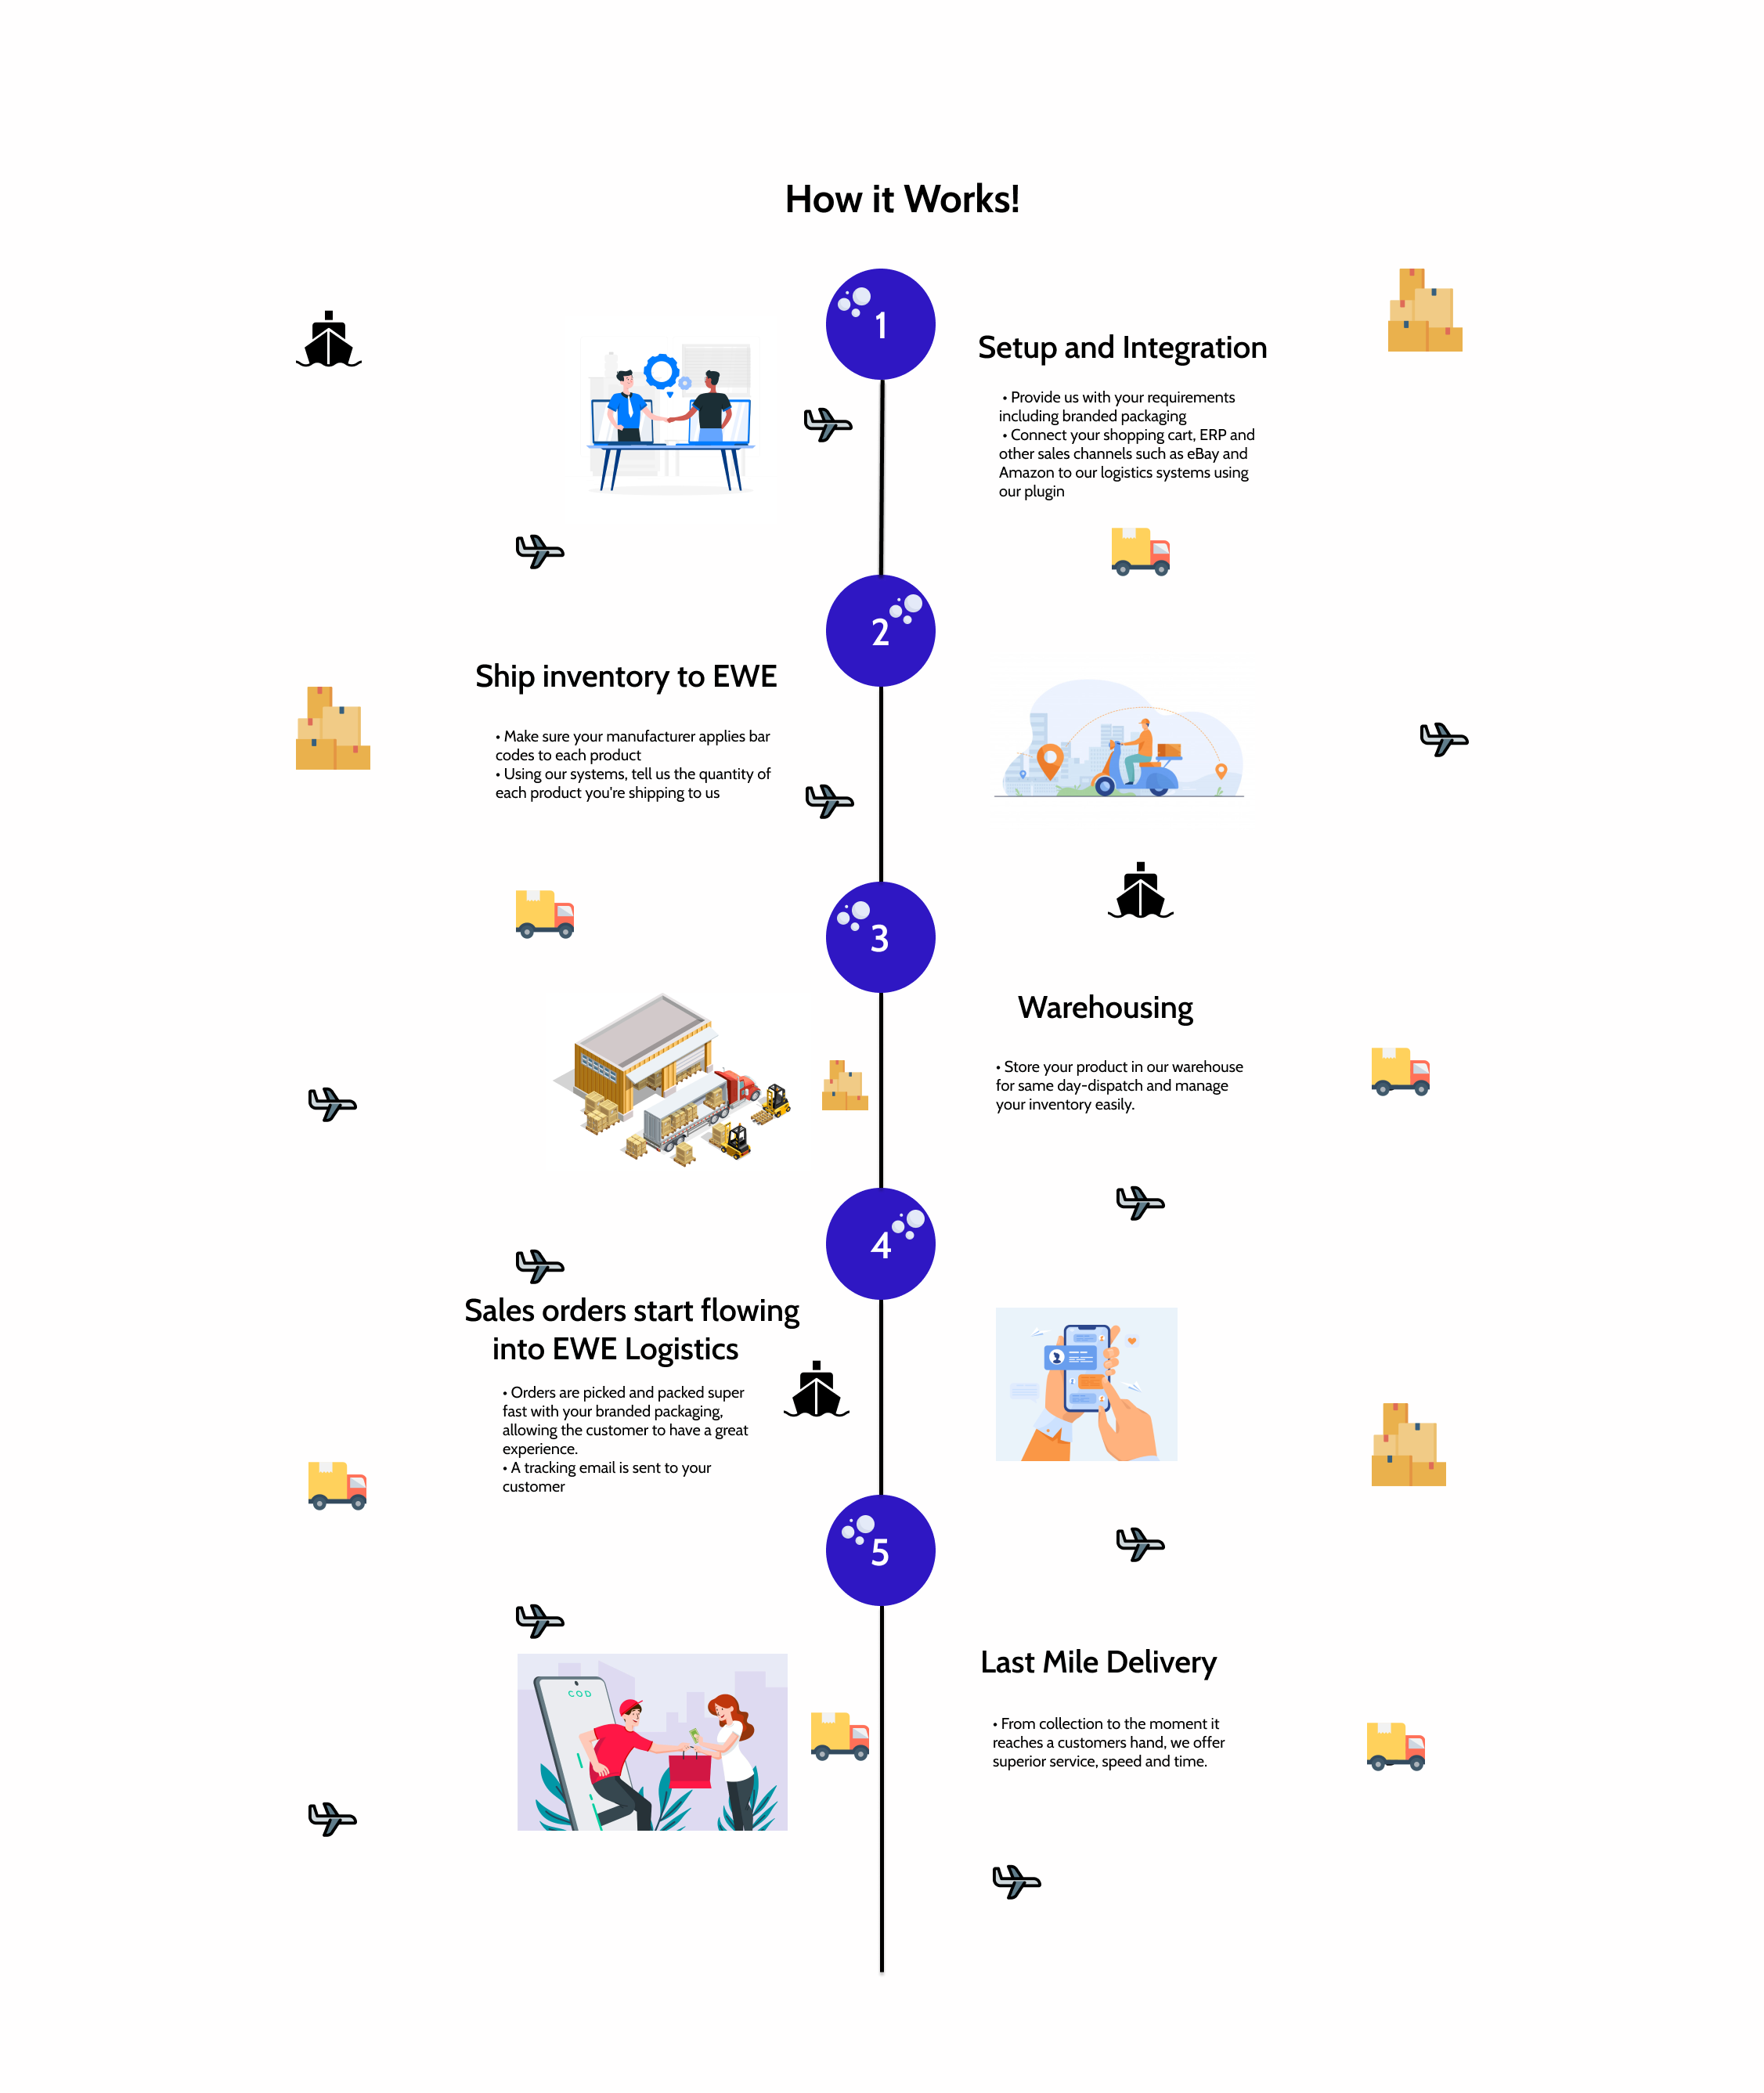 How it Works!
1
Setup and Integration
• Provide us with your requirements
including branded packaging
• Connect your shopping cart, ERP and
other sales channels such as eBay and
Amazon to our logistics systems using
our plugin
2
Ship inventory to EWE
• Make sure your manufacturer applies bar
codes to each product
• Using our systems, tell us the quantity of
each product you're shipping to us
3
Warehousing
• Store your product in our warehouse
for same day-dispatch and manage
your inventory easily.
4
Sales orders start flowing
into EWE Logistics
• Orders are picked and packed super
fast with your branded packaging,
allowing the customer to have a great
experience.
• A tracking email is sent to your
customer
5
COD
Last Mile Delivery
• From collection to the moment it
reaches a customers hand, we offer
superior service, speed and time.